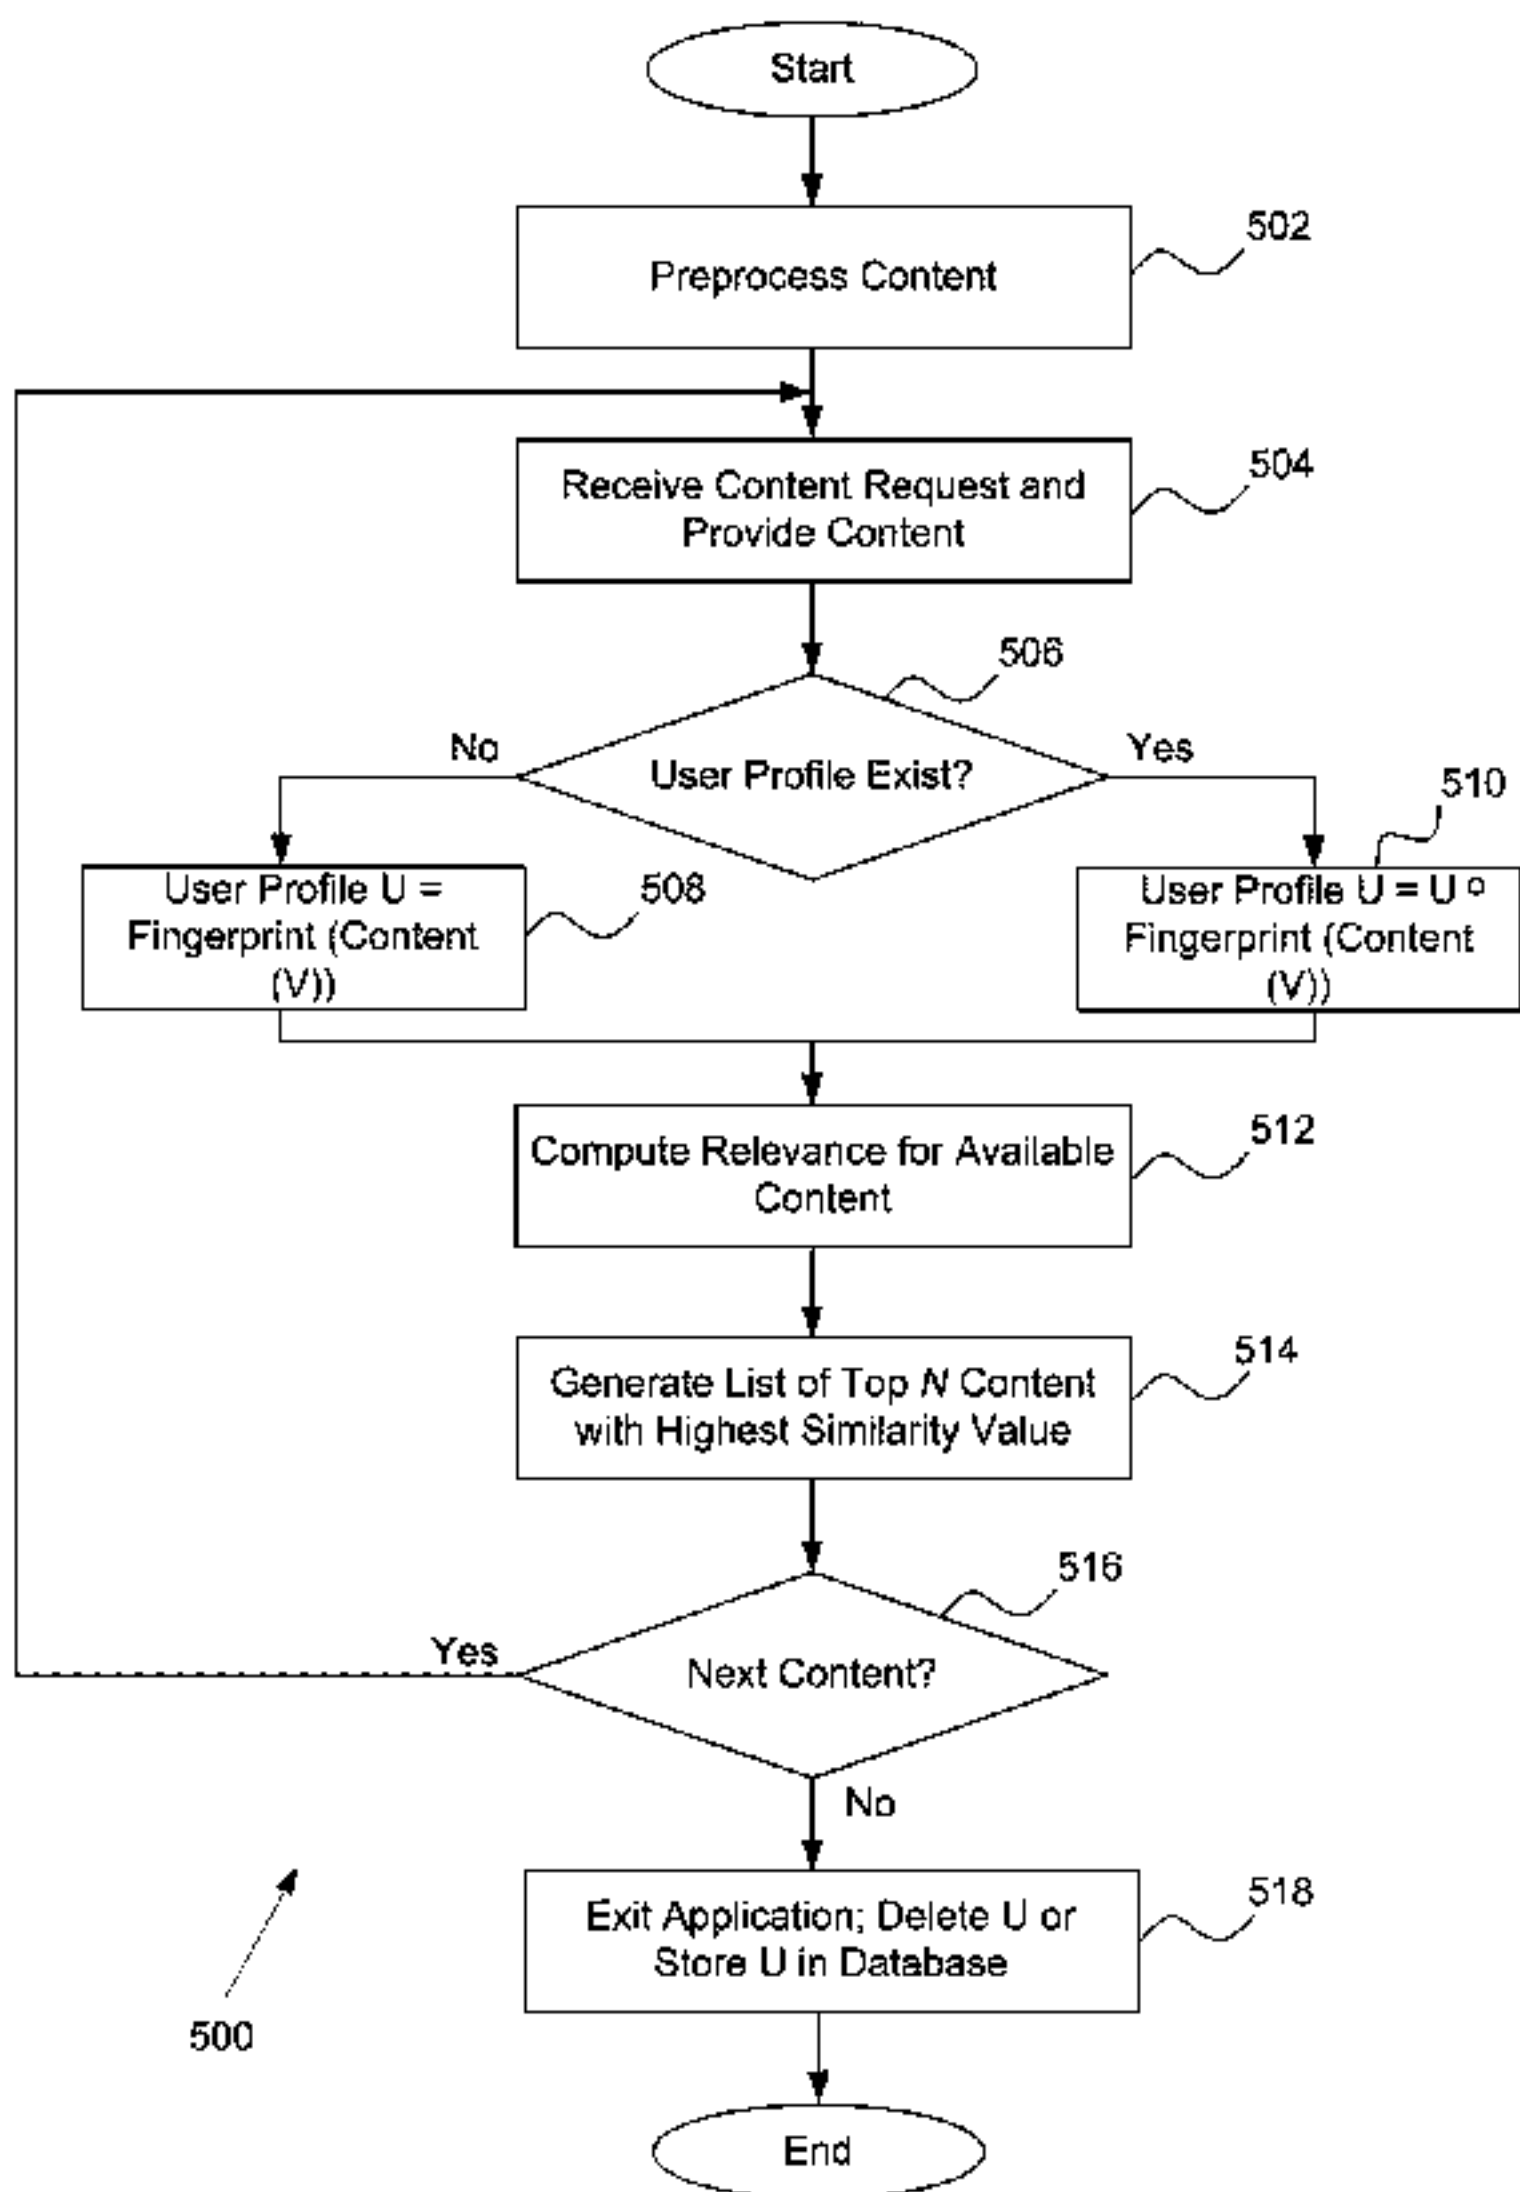 Start
502
Preprocess Content
504
Receive Content Request and
Provide Content
506
No
Yes
User Profile Exist?
510
508
User Profile U =
Fingerprint (Content
(V))
User Profile U = U o
Fingerprint (Content
(V))
512
Compute Relevance for Available
Content
514
Generate List of Top N Content
with Highest Similarity Value
516
Yes
Next Content?
No
518
Exit Application; Delete U or
Store U in Database
500
End